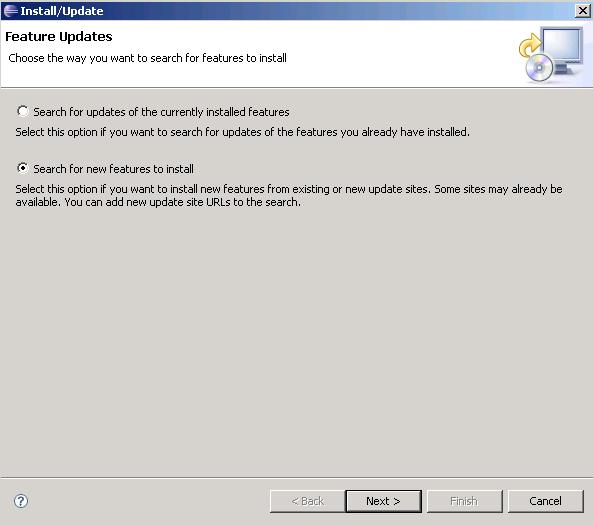 Install/Update
Feature Updates
Choose the way you want to search for features to install
Search for updates of the currently installed features
Select this option if you want to search for updates of the features you already have installed.
Search for new features to install
Select this option if you want to install new features from existing or new update sites. Some sites may already be
available. You can add new update site URLs to the search.
< Back Next > Finish Cancel